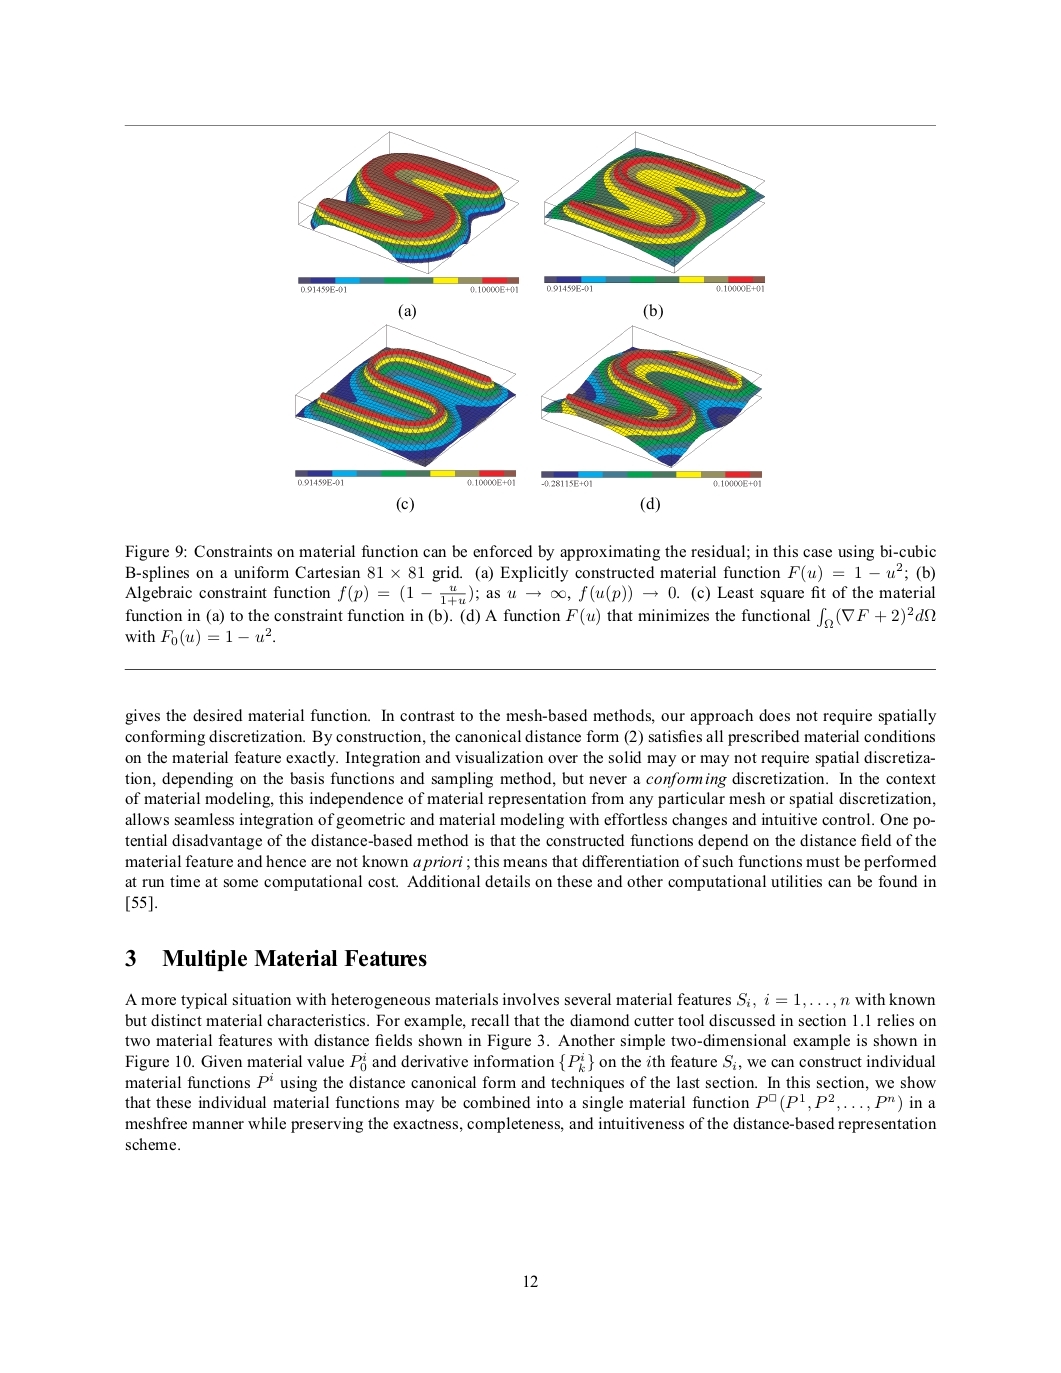 0.91459E-01 0.10000E+01
0.91459E-01 0.10000E+01
(a) (b)
0.91459E-01 0.10000E+01
-0.28115E+01 0.10000E+01
(c) (d)
Figure 9: Constraints on material function can be enforced by approximating the residual; in this case using bi-cubic
B-splines on a uniform Cartesian 81 × 81 grid. (a) Explicitly constructed material function F(u) = 1 − u²; (b)
Algebraic constraint function f(p) = (1 − u/(1+u)); as u → ∞, f(u(p)) → 0. (c) Least square fit of the material
function in (a) to the constraint function in (b). (d) A function F(u) that minimizes the functional ∫_Ω(∇F + 2)²dΩ
with F₀(u) = 1 − u².
gives the desired material function. In contrast to the mesh-based methods, our approach does not require spatially
conforming discretization. By construction, the canonical distance form (2) satisfies all prescribed material conditions
on the material feature exactly. Integration and visualization over the solid may or may not require spatial discretiza-
tion, depending on the basis functions and sampling method, but never a conforming discretization. In the context
of material modeling, this independence of material representation from any particular mesh or spatial discretization,
allows seamless integration of geometric and material modeling with effortless changes and intuitive control. One po-
tential disadvantage of the distance-based method is that the constructed functions depend on the distance field of the
material feature and hence are not known a priori; this means that differentiation of such functions must be performed
at run time at some computational cost. Additional details on these and other computational utilities can be found in
[55].
3 Multiple Material Features
A more typical situation with heterogeneous materials involves several material features Sᵢ, i = 1, . . . , n with known
but distinct material characteristics. For example, recall that the diamond cutter tool discussed in section 1.1 relies on
two material features with distance fields shown in Figure 3. Another simple two-dimensional example is shown in
Figure 10. Given material value P₀ⁱ and derivative information {Pₖⁱ} on the ith feature Sᵢ, we can construct individual
material functions Pⁱ using the distance canonical form and techniques of the last section. In this section, we show
that these individual material functions may be combined into a single material function P□(P¹, P², . . . , Pⁿ) in a
meshfree manner while preserving the exactness, completeness, and intuitiveness of the distance-based representation
scheme.
12